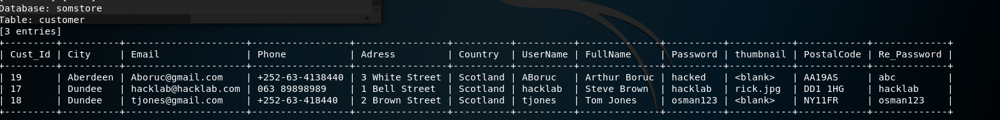 Database: somstore
Table: customer
[3 entries]
+---------+----------+---------------------+-----------------+----------------+----------+----------+--------------+----------+-----------+------------+-------------+
| Cust_Id | City | Email | Phone | Adress | Country | UserName | FullName | Password | thumbnail | PostalCode | Re_Password |
+---------+----------+---------------------+-----------------+----------------+----------+----------+--------------+----------+-----------+------------+-------------+
| 19 | Aberdeen | Aboruc@gmail.com | +252-63-4138440 | 3 White Street | Scotland | ABoruc | Arthur Boruc | hacked | <blank> | AA19AS | abc |
| 17 | Dundee | hacklab@hacklab.com | 063 89898989 | 1 Bell Street | Scotland | hacklab | Steve Brown | hacklab | rick.jpg | DD1 1HG | hacklab |
| 18 | Dundee | tjones@gmail.com | +252-63-418440 | 2 Brown Street | Scotland | tjones | Tom Jones | osman123 | <blank> | NY11FR | osman123 |
+---------+----------+---------------------+-----------------+----------------+----------+----------+--------------+----------+-----------+------------+-------------+